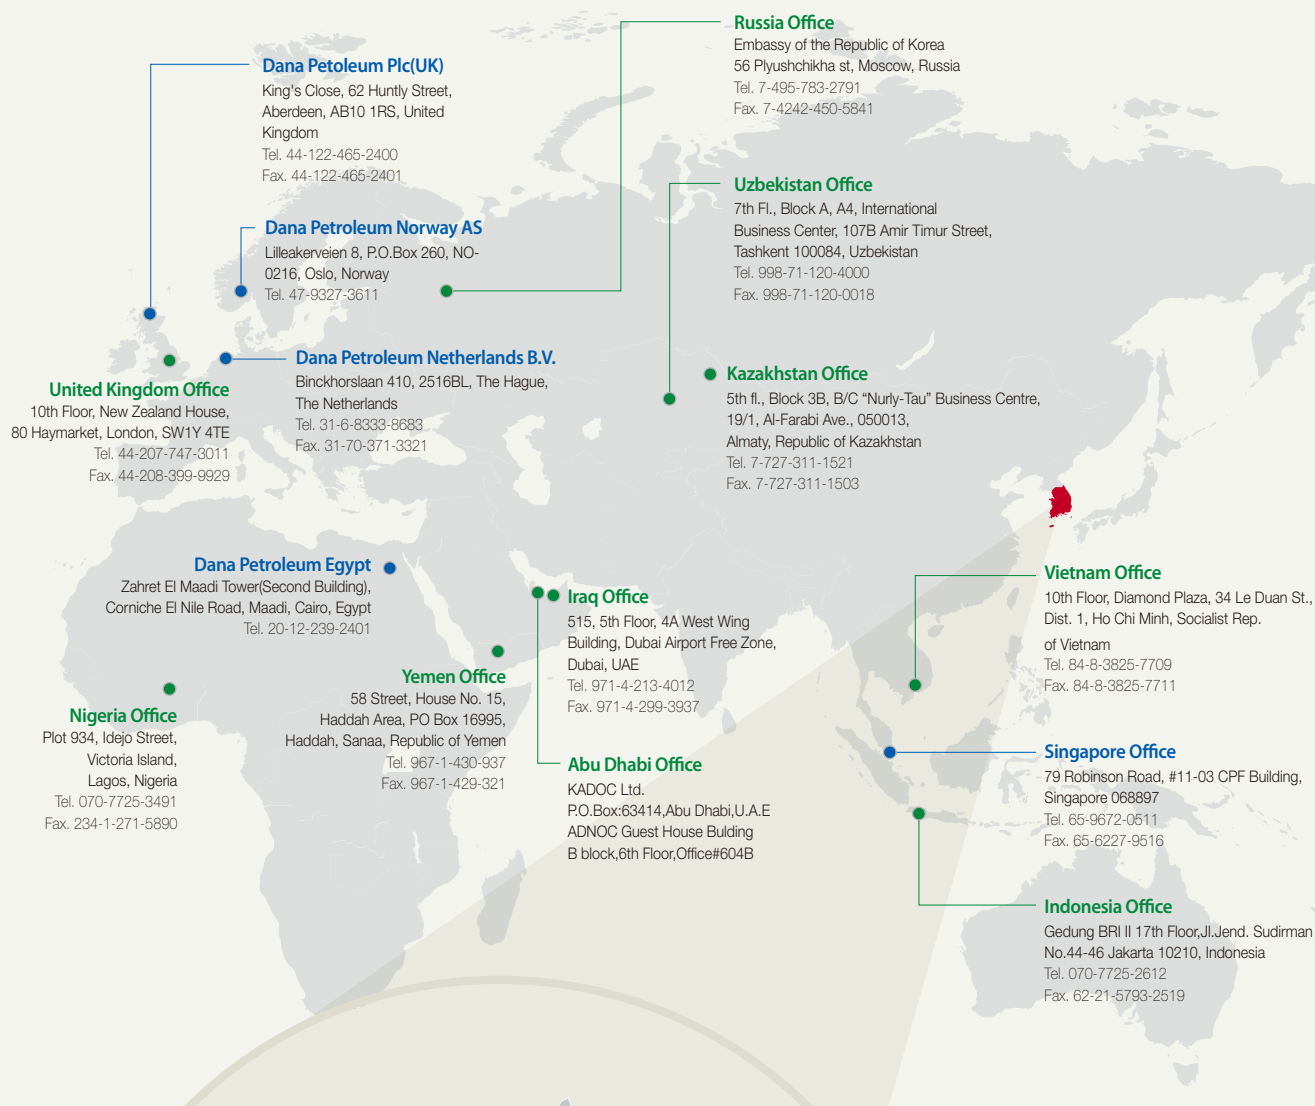 Russia Office
Embassy of the Republic of Korea
56 Plyushchikha st, Moscow, Russia
Tel. 7-495-783-2791
Fax. 7-4242-450-5841
Dana Petoleum Plc(UK)
King's Close, 62 Huntly Street,
Aberdeen, AB10 1RS, United
Kingdom
Tel. 44-122-465-2400
Fax. 44-122-465-2401
Uzbekistan Office
7th Fl., Block A, A4, International
Business Center, 107B Amir Timur Street,
Tashkent 100084, Uzbekistan
Tel. 998-71-120-4000
Fax. 998-71-120-0018
Dana Petroleum Norway AS
Lilleakerveien 8, P.O.Box 260, NO-
0216, Oslo, Norway
Tel. 47-9327-3611
Dana Petroleum Netherlands B.V.
Binckhorslaan 410, 2516BL, The Hague,
The Netherlands
Tel. 31-6-8333-8683
Fax. 31-70-371-3321
Kazakhstan Office
5th fl., Block 3B, B/C “Nurly-Tau” Business Centre,
19/1, Al-Farabi Ave., 050013,
Almaty, Republic of Kazakhstan
Tel. 7-727-311-1521
Fax. 7-727-311-1503
United Kingdom Office
10th Floor, New Zealand House,
80 Haymarket, London, SW1Y 4TE
Tel. 44-207-747-3011
Fax. 44-208-399-9929
Dana Petroleum Egypt
Zahret El Maadi Tower(Second Building),
Corniche El Nile Road, Maadi, Cairo, Egypt
Tel. 20-12-239-2401
Iraq Office
515, 5th Floor, 4A West Wing
Building, Dubai Airport Free Zone,
Dubai, UAE
Tel. 971-4-213-4012
Fax. 971-4-299-3937
Vietnam Office
10th Floor, Diamond Plaza, 34 Le Duan St.,
Dist. 1, Ho Chi Minh, Socialist Rep.
of Vietnam
Tel. 84-8-3825-7709
Fax. 84-8-3825-7711
Yemen Office
58 Street, House No. 15,
Haddah Area, PO Box 16995,
Haddah, Sanaa, Republic of Yemen
Tel. 967-1-430-937
Fax. 967-1-429-321
Nigeria Office
Plot 934, Idejo Street,
Victoria Island,
Lagos, Nigeria
Tel. 070-7725-3491
Fax. 234-1-271-5890
Abu Dhabi Office
KADOC Ltd.
P.O.Box:63414,Abu Dhabi,U.A.E
ADNOC Guest House Bulding
B block,6th Floor,Office#604B
Singapore Office
79 Robinson Road, #11-03 CPF Building,
Singapore 068897
Tel. 65-9672-0511
Fax. 65-6227-9516
Indonesia Office
Gedung BRI II 17th Floor,Jl.Jend. Sudirman
No.44-46 Jakarta 10210, Indonesia
Tel. 070-7725-2612
Fax. 62-21-5793-2519